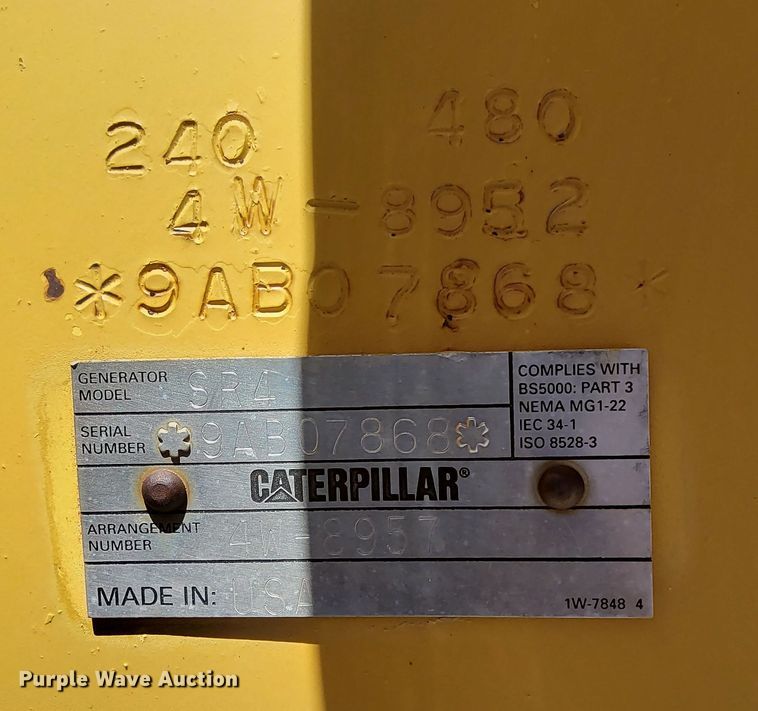 240 480
4W-8952
*9AB07868*
GENERATOR MODEL SR4
SERIAL NUMBER *9AB07868*
COMPLIES WITH
BS5000: PART 3
NEMA MG1-22
IEC 34-1
ISO 8528-3
CATERPILLAR®
ARRANGEMENT NUMBER 4W-8957
MADE IN: USA
1W-7848 4
Purple Wave Auction